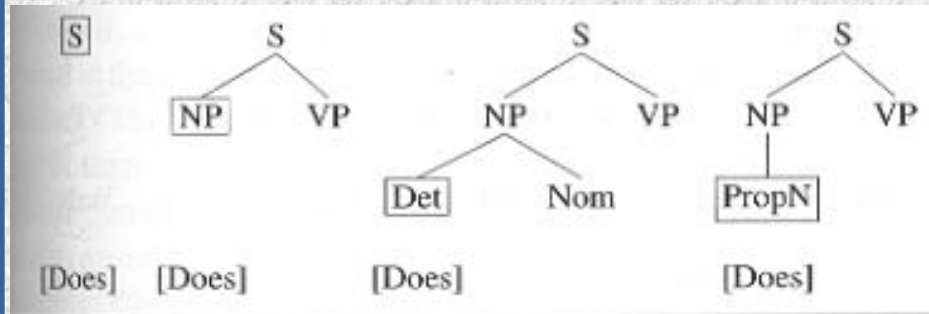 S S S S
NP VP NP VP NP VP
Det Nom PropN
[Does] [Does] [Does] [Does]